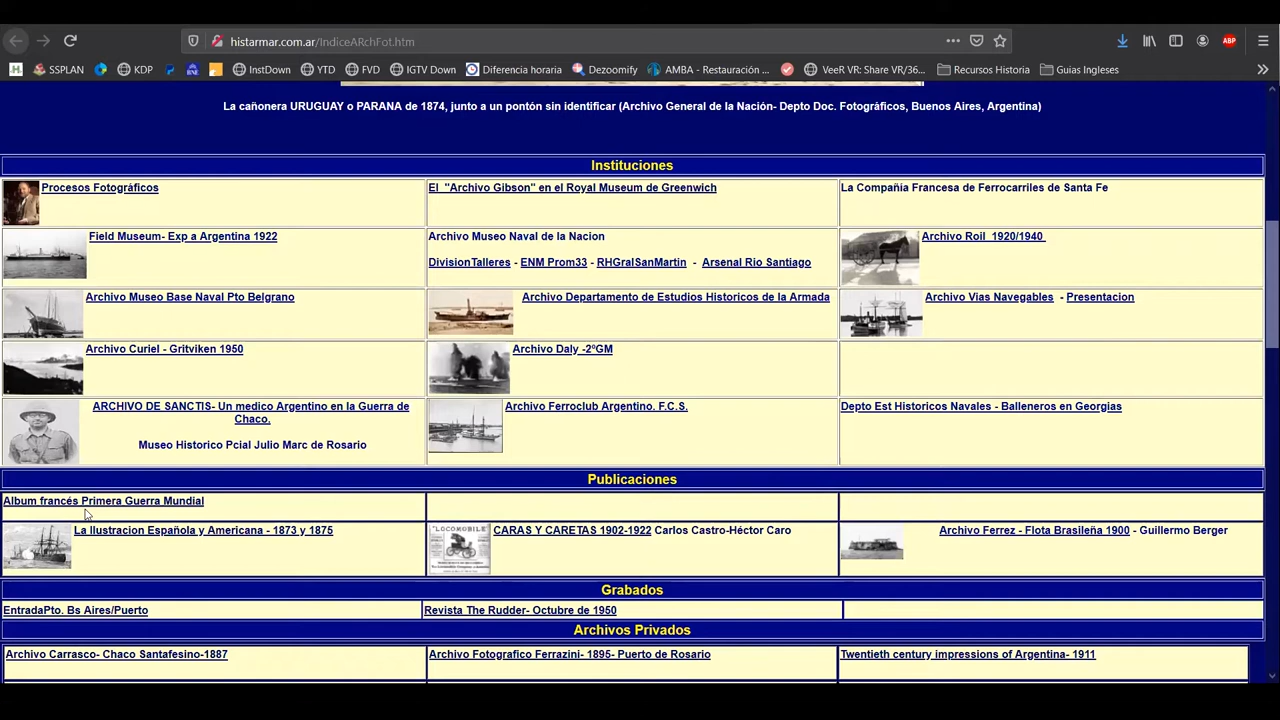 histarmar.com.ar/IndiceARchFot.htm
ABP
SSPLAN
KDP
InstDown
YTD
FVD
IGTV Down
Diferencia horaria
Dezoomify
AMBA - Restauración ...
VeeR VR: Share VR/36...
Recursos Historia
Guias Ingleses
La cañonera URUGUAY o PARANA de 1874, junto a un pontón sin identificar (Archivo General de la Nación- Depto Doc. Fotográficos, Buenos Aires, Argentina)
Instituciones
Procesos Fotográficos
El "Archivo Gibson" en el Royal Museum de Greenwich
La Compañia Francesa de Ferrocarriles de Santa Fe
Field Museum- Exp a Argentina 1922
Archivo Museo Naval de la Nacion
DivisionTalleres - ENM Prom33 - RHGralSanMartin - Arsenal Rio Santiago
Archivo Roil 1920/1940
Archivo Museo Base Naval Pto Belgrano
Archivo Departamento de Estudios Historicos de la Armada
Archivo Vias Navegables - Presentacion
Archivo Curiel - Gritviken 1950
Archivo Daly -2ºGM
ARCHIVO DE SANCTIS- Un medico Argentino en la Guerra de
Chaco.
Museo Historico Pcial Julio Marc de Rosario
Archivo Ferroclub Argentino. F.C.S.
Depto Est Historicos Navales - Balleneros en Georgias
Publicaciones
Album francés Primera Guerra Mundial
La Ilustracion Española y Americana - 1873 y 1875
"LOCOMOBILE"
CARAS Y CARETAS 1902-1922 Carlos Castro-Héctor Caro
Archivo Ferrez - Flota Brasileña 1900 - Guillermo Berger
Grabados
EntradaPto. Bs Aires/Puerto
Revista The Rudder- Octubre de 1950
Archivos Privados
Archivo Carrasco- Chaco Santafesino-1887
Archivo Fotografico Ferrazini- 1895- Puerto de Rosario
Twentieth century impressions of Argentina- 1911